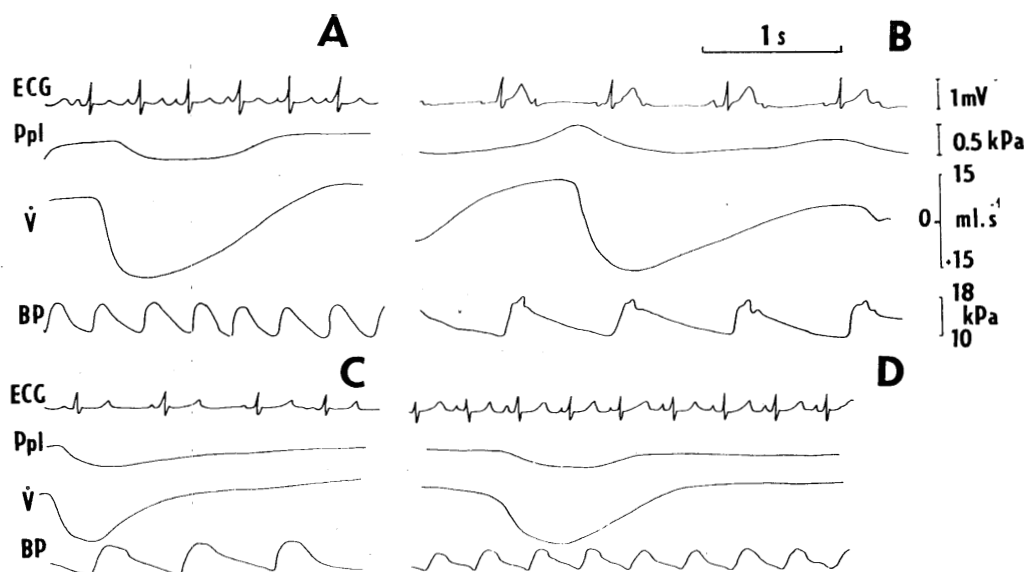 A
1 s
B
ECG
1mV
Ppl
0.5 kPa
V̇
15
0
ml.s⁻¹
-15
BP
18
kPa
10
C
D
ECG
Ppl
V̇
BP